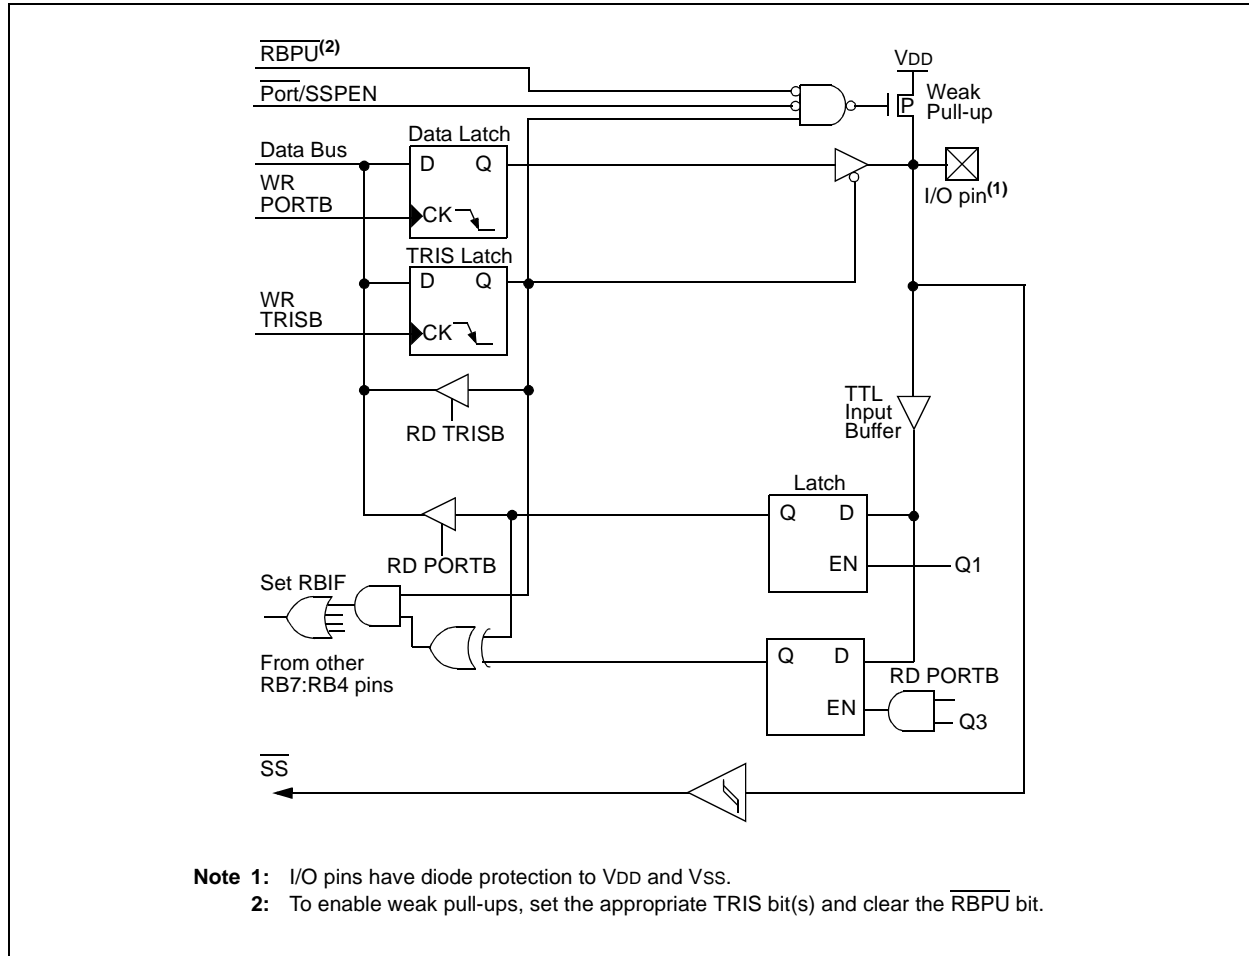 RBPU(2)
VDD
Port/SSPEN
Weak
Pull-up
P
Data Latch
Data Bus
D Q
WR
PORTB
CK
I/O pin(1)
TRIS Latch
D Q
WR
TRISB
CK
TTL
Input
Buffer
RD TRISB
Latch
Q D
EN
Q1
RD PORTB
Set RBIF
From other
RB7:RB4 pins
Q D
RD PORTB
EN
Q3
SS
Note 1: I/O pins have diode protection to VDD and VSS.
2: To enable weak pull-ups, set the appropriate TRIS bit(s) and clear the RBPU bit.